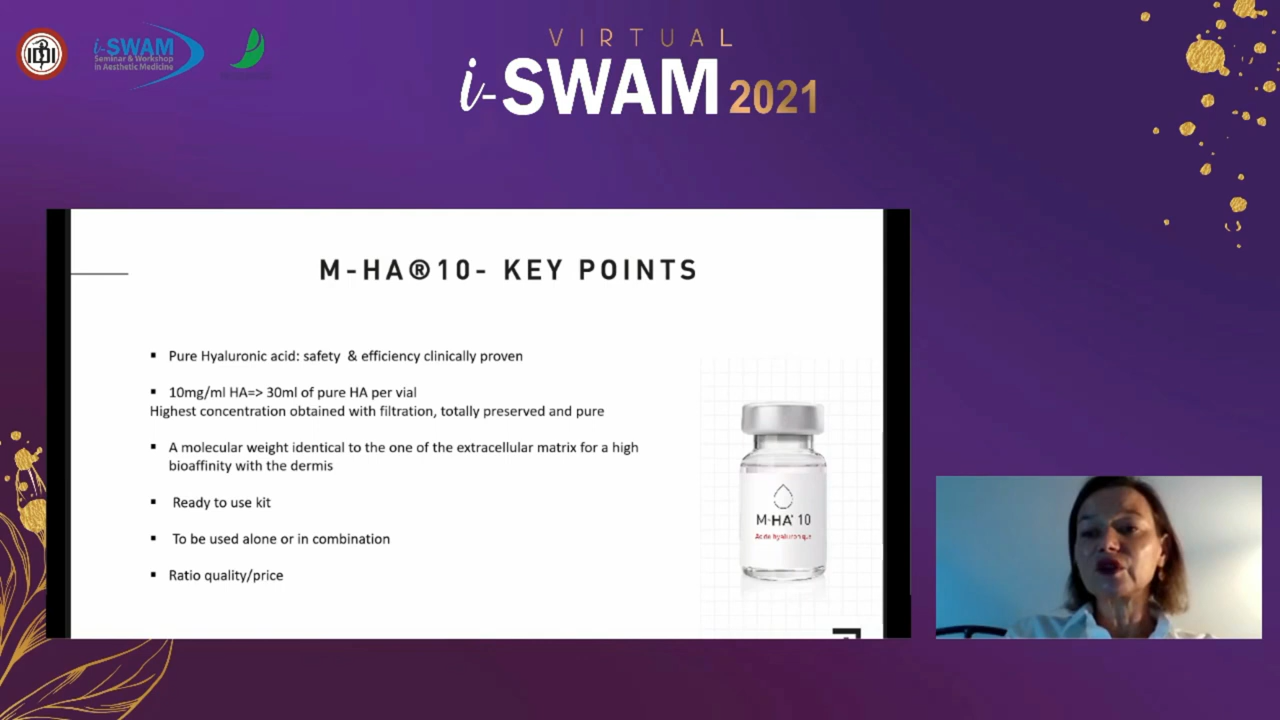 i-SWAM
Seminar & Workshop
in Aesthetic Medicine
VIRTUAL
i-SWAM 2021
M-HA®10- KEY POINTS
▪ Pure Hyaluronic acid: safety & efficiency clinically proven
▪ 10mg/ml HA=> 30ml of pure HA per vial
Highest concentration obtained with filtration, totally preserved and pure
▪ A molecular weight identical to the one of the extracellular matrix for a high
bioaffinity with the dermis
▪ Ready to use kit
▪ To be used alone or in combination
▪ Ratio quality/price
M-HA® 10
Acide hyaluronique